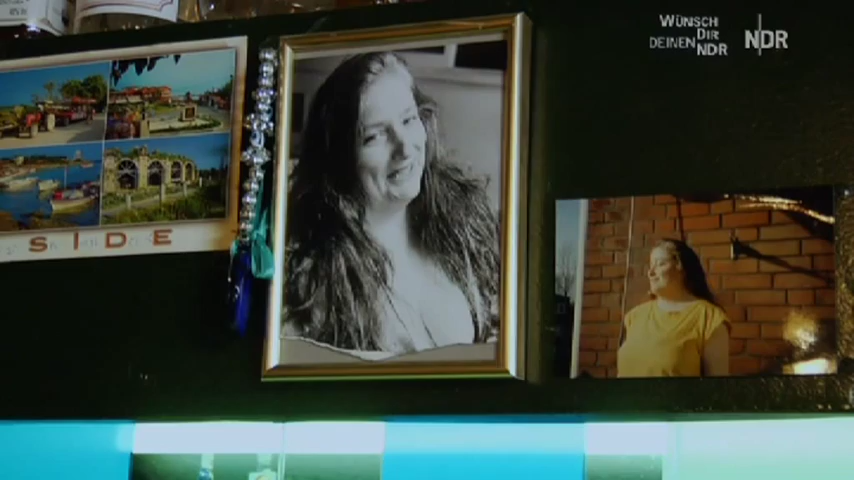 WÜNSCH
DIR
DEINEN NDR
NDR
SIDE